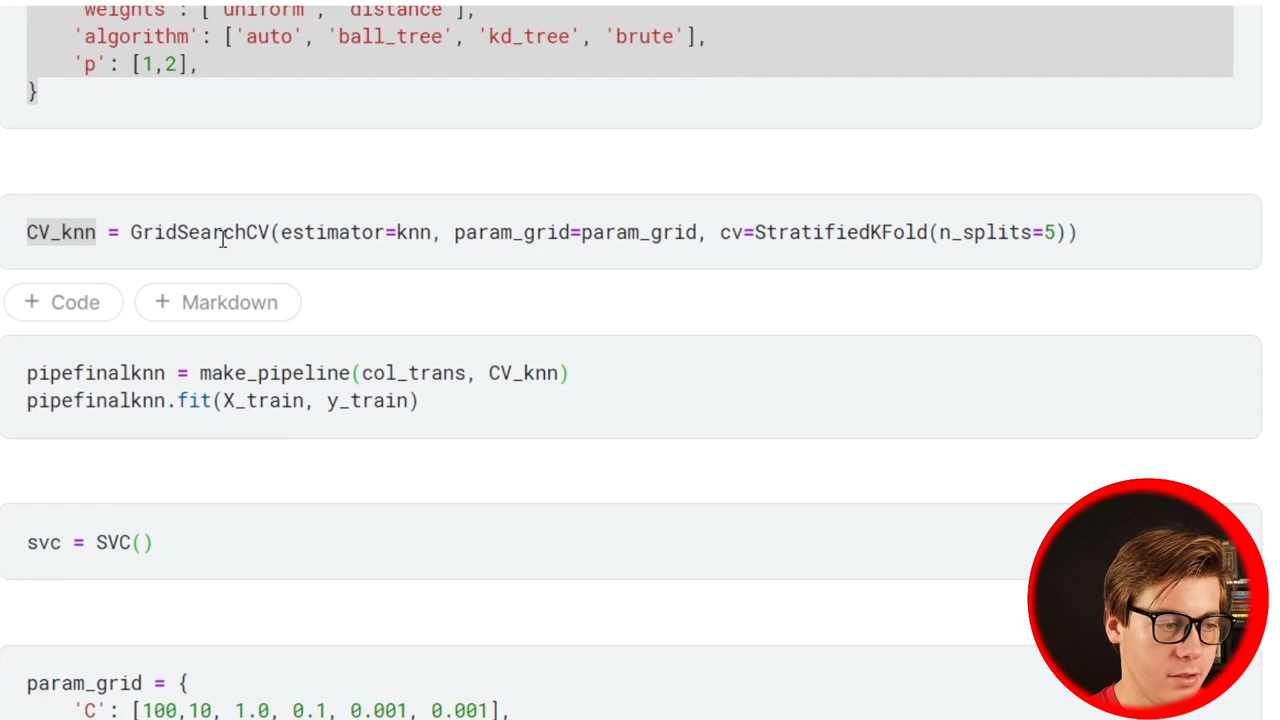 'weights': ['uniform', 'distance'],
'algorithm': ['auto', 'ball_tree', 'kd_tree', 'brute'],
'p': [1,2],
}
CV_knn = GridSearchCV(estimator=knn, param_grid=param_grid, cv=StratifiedKFold(n_splits=5))
+ Code + Markdown
pipefinalknn = make_pipeline(col_trans, CV_knn)
pipefinalknn.fit(X_train, y_train)
svc = SVC()
param_grid = {
'C': [100,10, 1.0, 0.1, 0.001, 0.001],